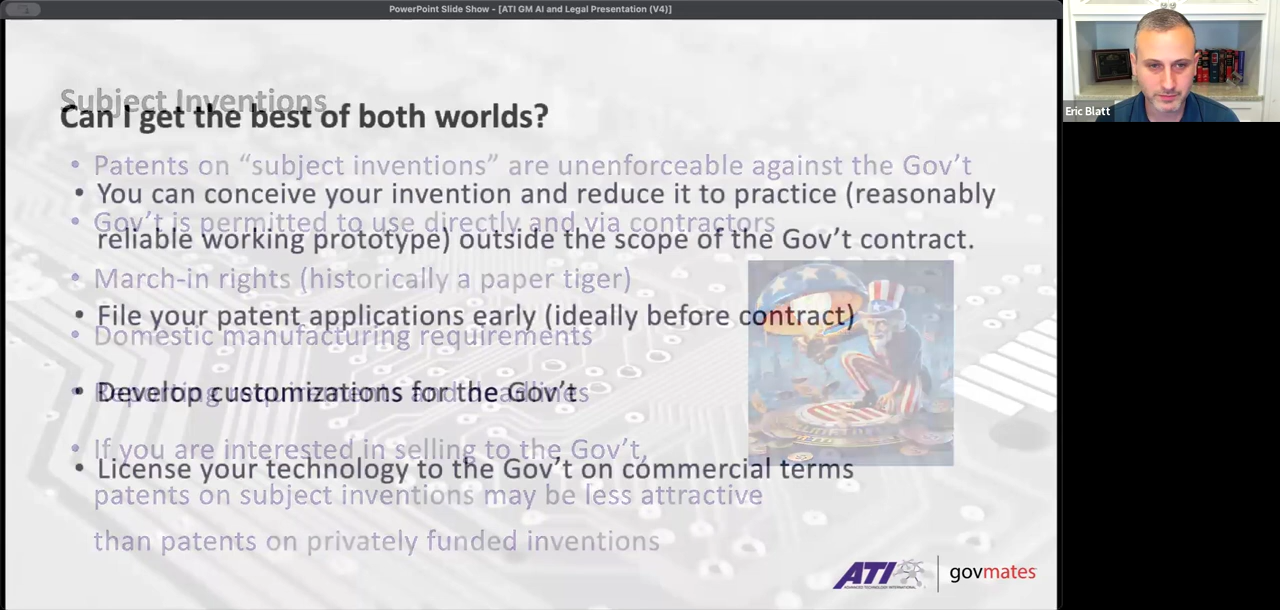 PowerPoint Slide Show - [ATI GM AI and Legal Presentation (V4)]
Subject Inventions
Can I get the best of both worlds?
• Patents on “subject inventions” are unenforceable against the Gov’t
• You can conceive your invention and reduce it to practice (reasonably
• Gov’t is permitted to use directly and via contractors
reliable working prototype) outside the scope of the Gov’t contract.
• March-in rights (historically a paper tiger)
• File your patent applications early (ideally before contract)
• Domestic manufacturing requirements
• Develop customizations for the Gov’t
• If you are interested in selling to the Gov’t,
• License your technology to the Gov’t on commercial terms
patents on subject inventions may be less attractive
than patents on privately funded inventions
ATI
ADVANCED TECHNOLOGY INTERNATIONAL
govmates
Eric Blatt